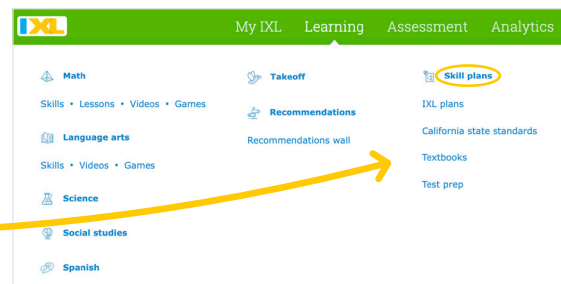 IXL
My IXL Learning Assessment Analytics
Math
Skills • Lessons • Videos • Games
Language arts
Skills • Videos • Games
Science
Social studies
Spanish
Takeoff
Recommendations
Recommendations wall
Skill plans
IXL plans
California state standards
Textbooks
Test prep